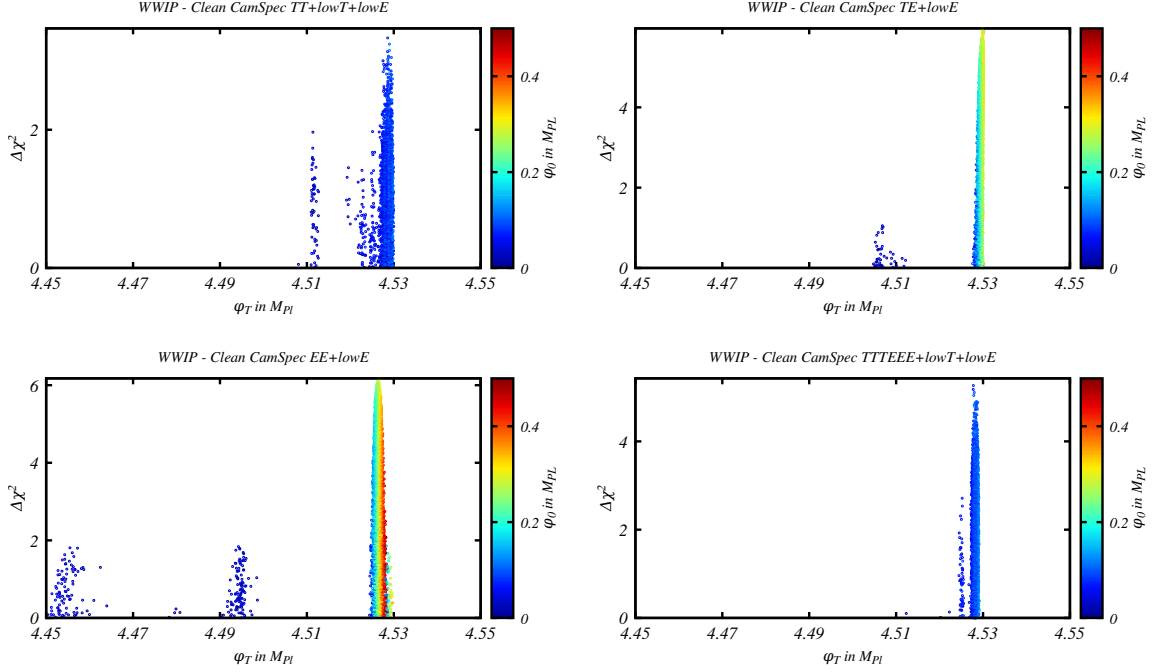 WWIP - Clean CamSpec TT+lowT+lowE
Δχ²
2
0
4.45 4.47 4.49 4.51 4.53 4.55
φT in MPl
0.4
0.2
0
φ0 in MPL
WWIP - Clean CamSpec TE+lowE
Δχ²
4
2
0
4.45 4.47 4.49 4.51 4.53 4.55
φT in MPl
0.4
0.2
0
φ0 in MPL
WWIP - Clean CamSpec EE+lowE
Δχ²
6
4
2
0
4.45 4.47 4.49 4.51 4.53 4.55
φT in MPl
0.4
0.2
0
φ0 in MPL
WWIP - Clean CamSpec TTTEEE+lowT+lowE
Δχ²
4
2
0
4.45 4.47 4.49 4.51 4.53 4.55
φT in MPl
0.4
0.2
0
φ0 in MPL